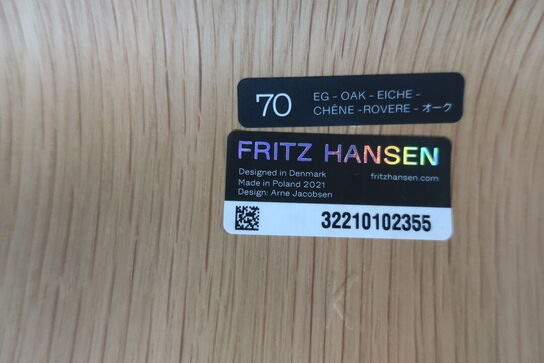 70
EG - OAK - EICHE -
CHÊNE -ROVERE - オーク
FRITZ HANSEN
Designed in Denmark
Made in Poland 2021
Design: Arne Jacobsen
fritzhansen.com
32210102355